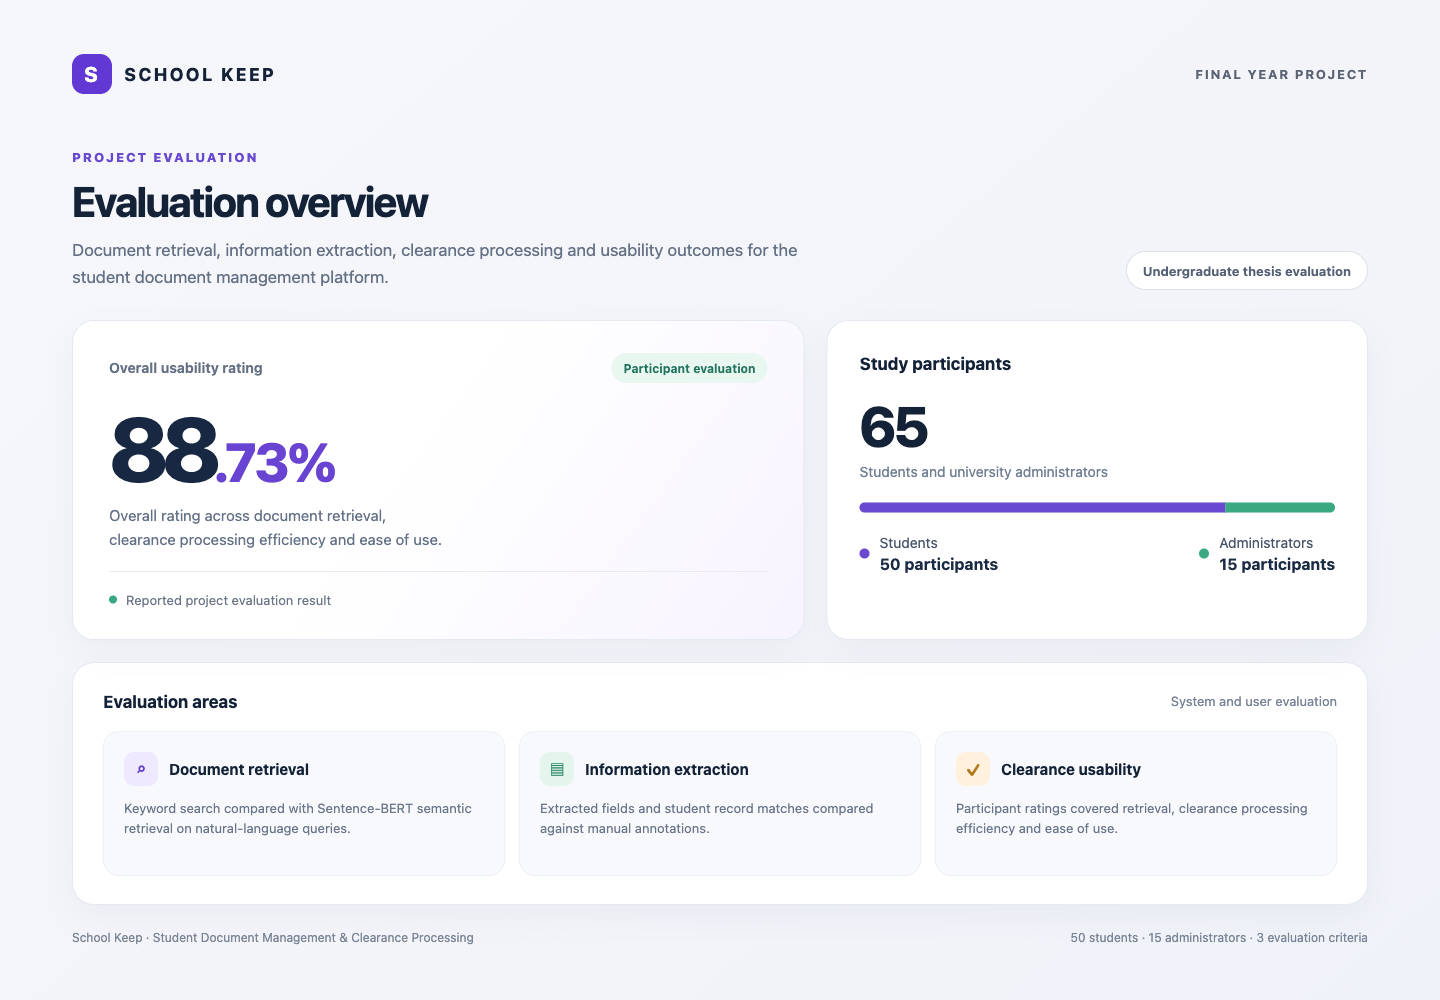 S SCHOOL KEEP
FINAL YEAR PROJECT
PROJECT EVALUATION
Evaluation overview
Document retrieval, information extraction, clearance processing and usability outcomes for the
student document management platform.
Undergraduate thesis evaluation
Overall usability rating
Participant evaluation
88.73%
Overall rating across document retrieval,
clearance processing efficiency and ease of use.
Reported project evaluation result
Study participants
65
Students and university administrators
Students
50 participants
Administrators
15 participants
Evaluation areas
System and user evaluation
Document retrieval
Keyword search compared with Sentence-BERT semantic
retrieval on natural-language queries.
Information extraction
Extracted fields and student record matches compared
against manual annotations.
Clearance usability
Participant ratings covered retrieval, clearance processing
efficiency and ease of use.
School Keep · Student Document Management & Clearance Processing
50 students · 15 administrators · 3 evaluation criteria